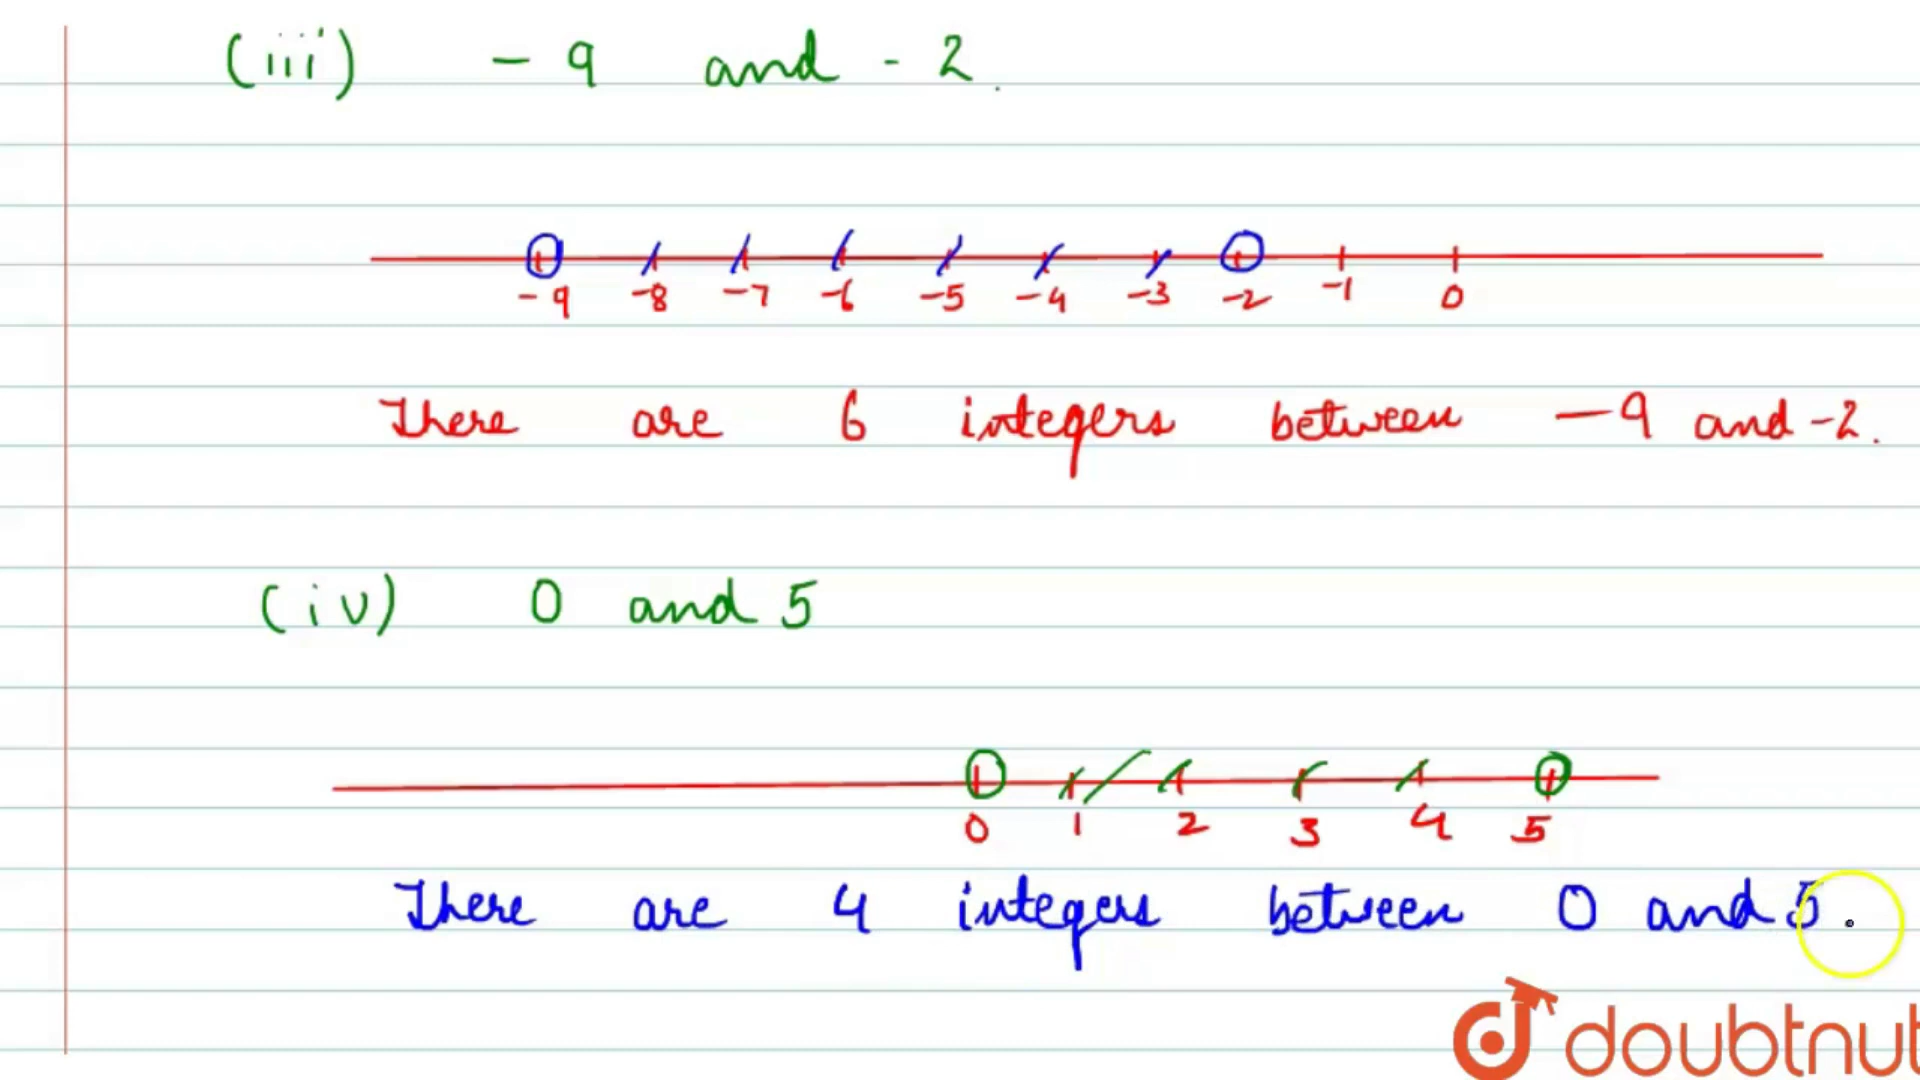 (iii) -9 and -2.
-9 -8 -7 -6 -5 -4 -3 -2 -1 0
There are 6 integers between -9 and -2.
(iv) 0 and 5
0 1 2 3 4 5
There are 4 integers between 0 and 5.
doubtnut